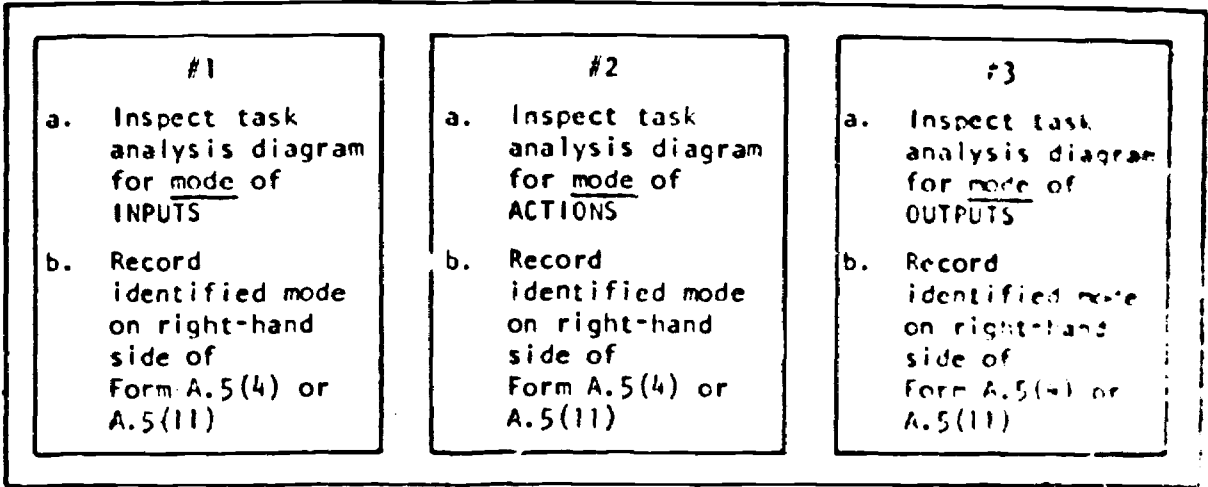 #1
a. Inspect task
analysis diagram
for mode of
INPUTS
b. Record
identified mode
on right-hand
side of
Form A.5(4) or
A.5(11)
#2
a. Inspect task
analysis diagram
for mode of
ACTIONS
b. Record
identified mode
on right-hand
side of
Form A.5(4) or
A.5(11)
#3
a. Inspect task
analysis diagram
for mode of
OUTPUTS
b. Record
identified mode
on right-hand
side of
Form A.5(4) or
A.5(11)